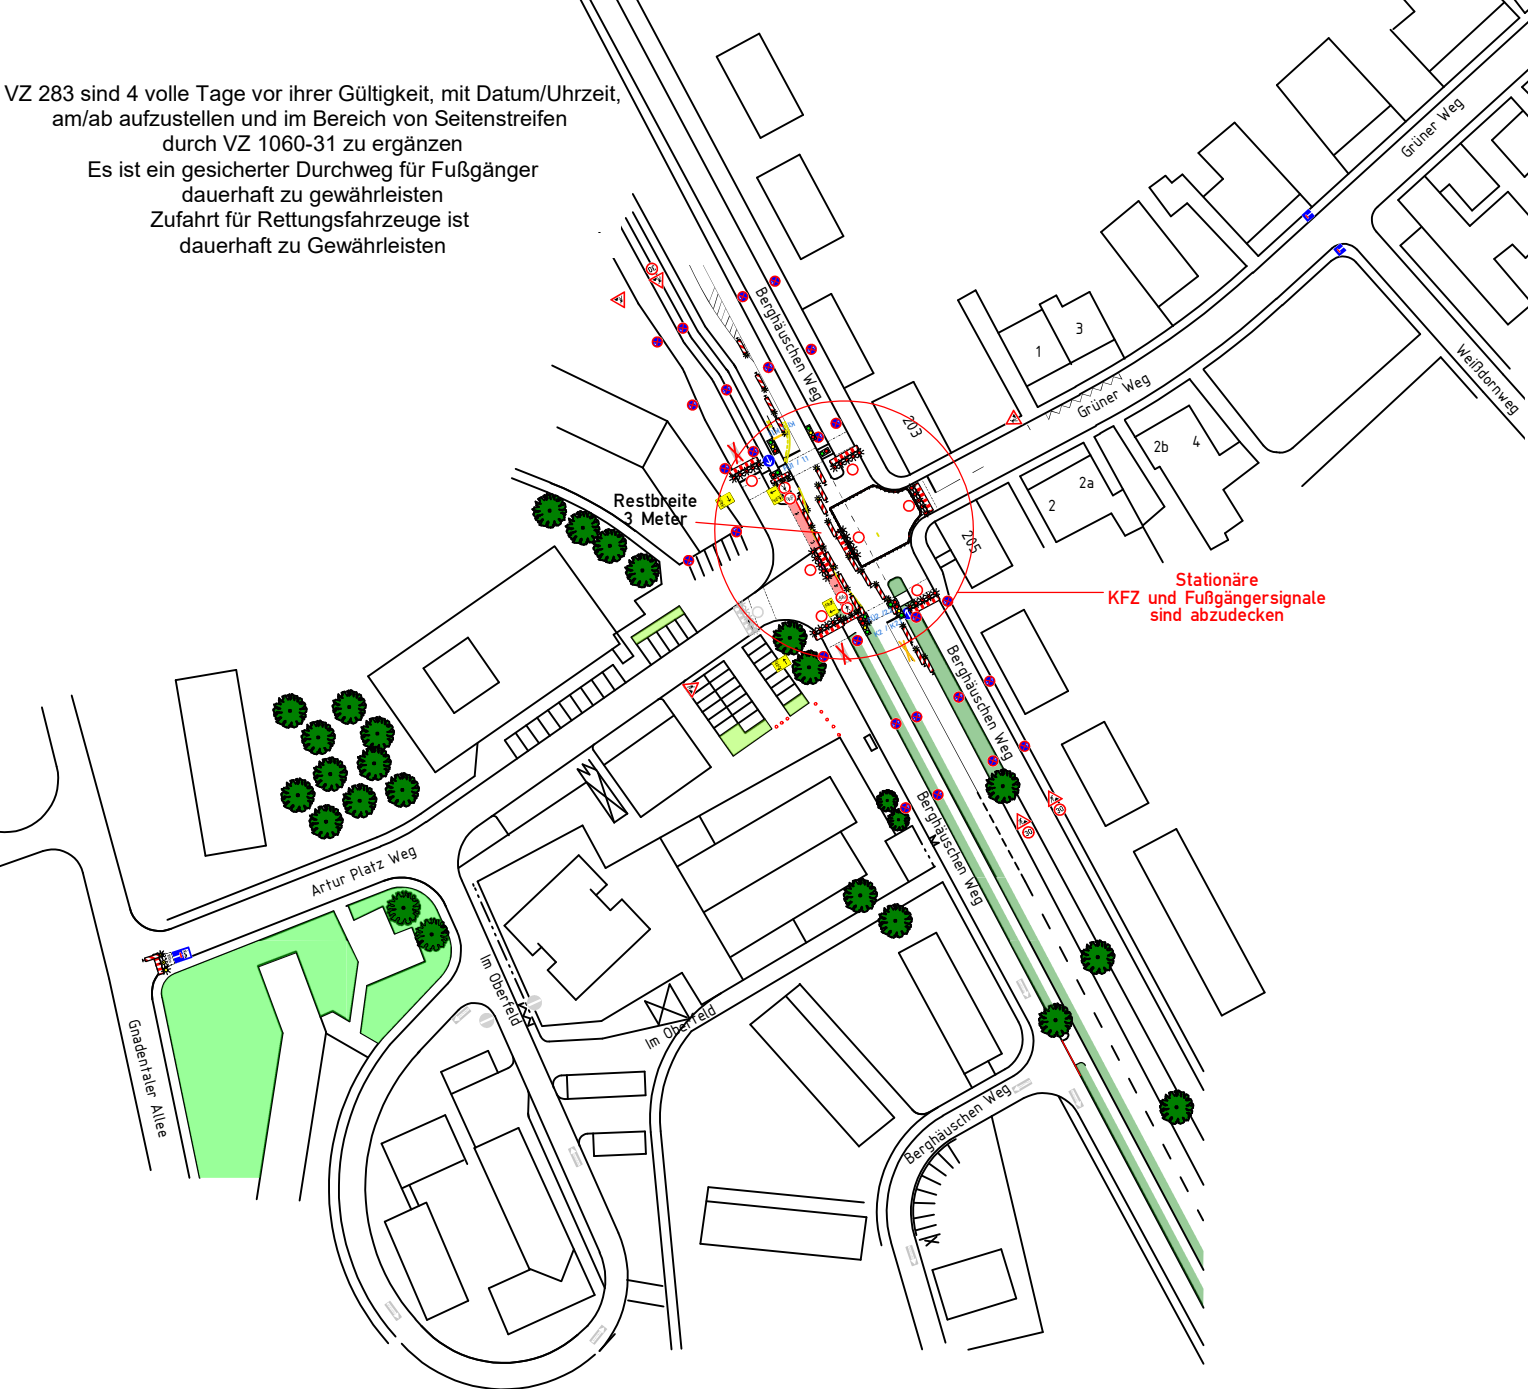 VZ 283 sind 4 volle Tage vor ihrer Gültigkeit, mit Datum/Uhrzeit,
am/ab aufzustellen und im Bereich von Seitenstreifen
durch VZ 1060-31 zu ergänzen
Es ist ein gesicherter Durchweg für Fußgänger
dauerhaft zu gewährleisten
Zufahrt für Rettungsfahrzeuge ist
dauerhaft zu Gewährleisten
Grüner Weg
Berghäuschen Weg
1
3
Grüner Weg
Weißdornweg
203
2b
4
2a
2
205
Restbreite
3 Meter
Stationäre
KFZ und Fußgängersignale
sind abzudecken
Berghäuschen Weg
Berghäuschen Weg
Artur Platz Weg
Im Oberfeld
Im Oberfeld
Gnadentaler Allee
Berghäuschen Weg